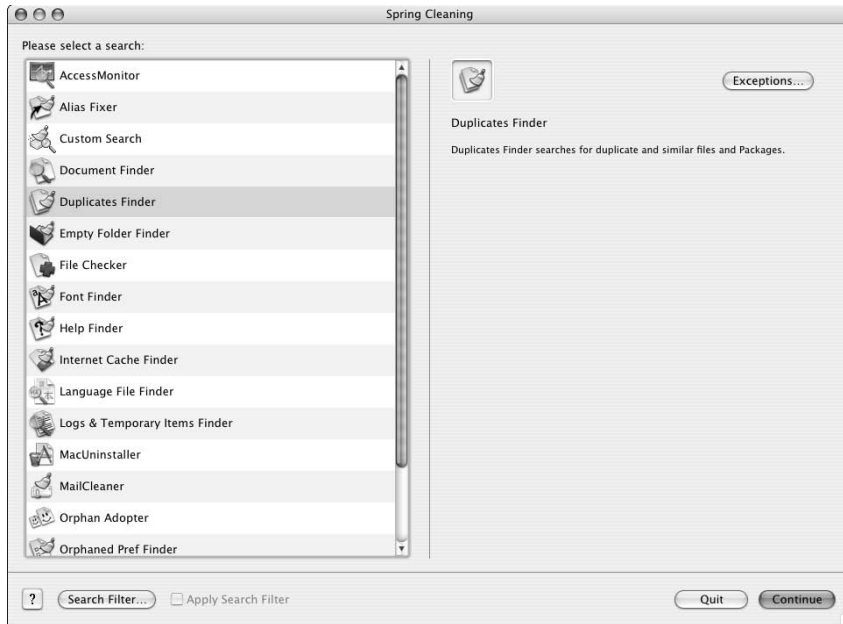 Spring Cleaning
Please select a search:
AccessMonitor
Alias Fixer
Custom Search
Document Finder
Duplicates Finder
Empty Folder Finder
File Checker
Font Finder
Help Finder
Internet Cache Finder
Language File Finder
Logs & Temporary Items Finder
MacUninstaller
MailCleaner
Orphan Adopter
Orphaned Pref Finder
Exceptions...
Duplicates Finder
Duplicates Finder searches for duplicate and similar files and Packages.
? Search Filter... Apply Search Filter Quit Continue